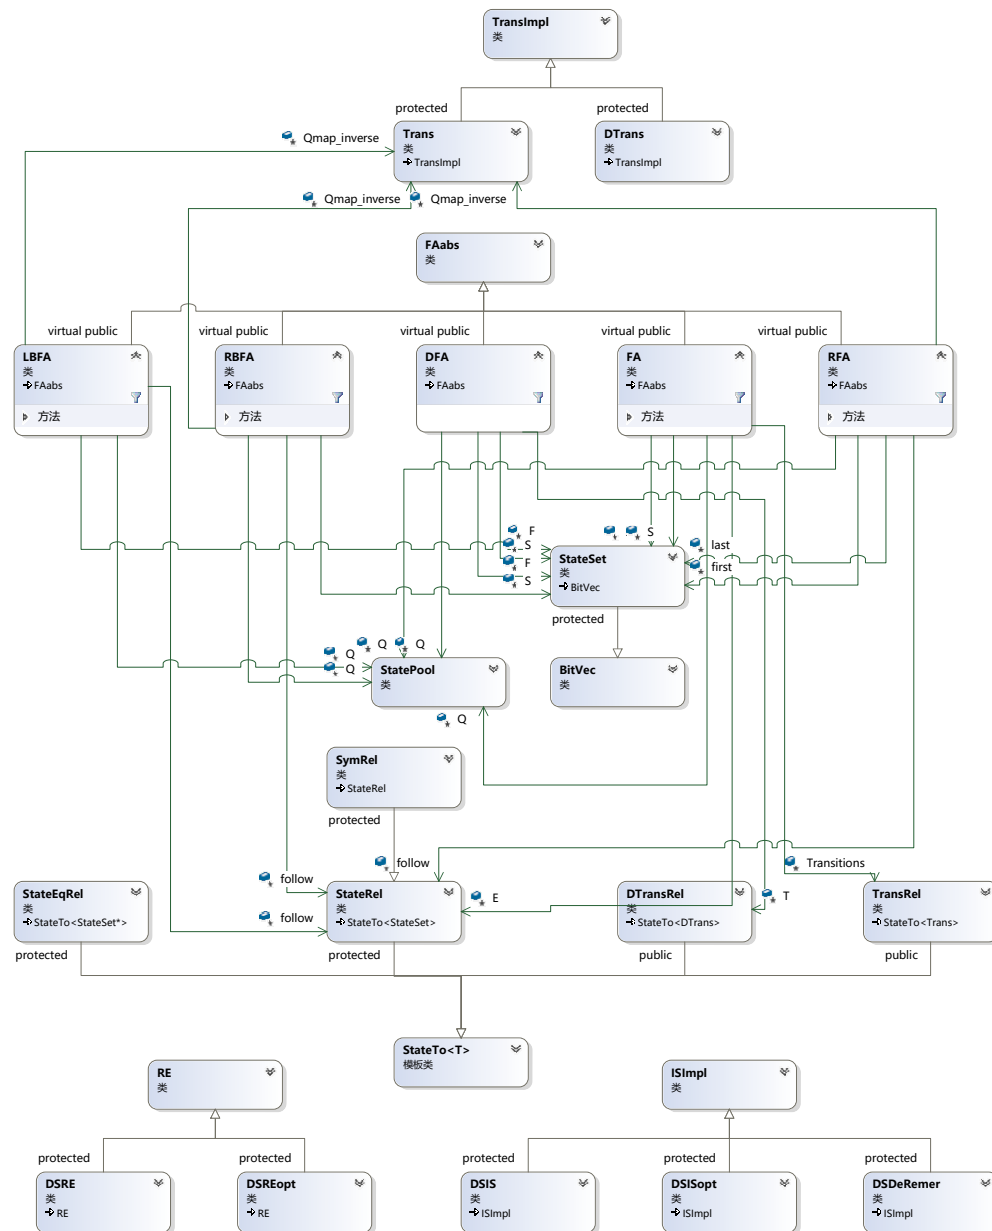 TransImpl
类
protected
protected
Trans
类
TransImpl
DTrans
类
TransImpl
Qmap_inverse
Qmap_inverse
Qmap_inverse
FAabs
类
virtual public
virtual public
virtual public
virtual public
virtual public
LBFA
类
FAabs
方法
RBFA
类
FAabs
方法
DFA
类
FAabs
FA
类
FAabs
方法
RFA
类
FAabs
方法
F
S
F
S
S
last
first
StateSet
类
BitVec
protected
Q
Q
Q
Q
StatePool
类
BitVec
类
Q
SymRel
类
StateRel
protected
follow
follow
follow
E
Transitions
T
StateEqRel
类
StateTo<StateSet*>
StateRel
类
StateTo<StateSet>
DTransRel
类
StateTo<DTrans>
TransRel
类
StateTo<Trans>
protected
protected
public
public
StateTo<T>
模板类
RE
类
ISImpl
类
protected
protected
protected
protected
protected
DSRE
类
RE
DSREopt
类
RE
DSIS
类
ISImpl
DSISopt
类
ISImpl
DSDeRemer
类
ISImpl